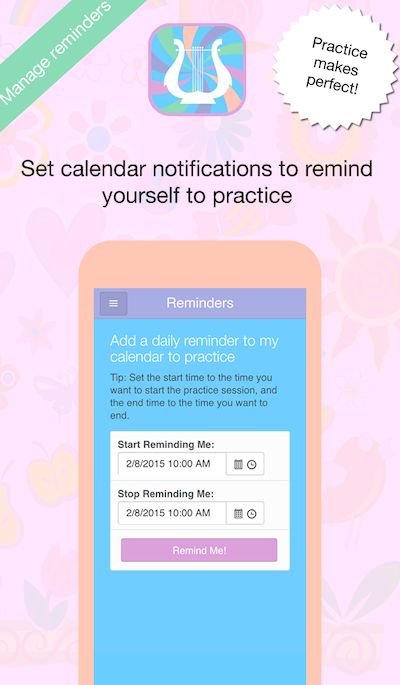 Manage reminders
Practice
makes
perfect!
Set calendar notifications to remind
yourself to practice
Reminders
Add a daily reminder to my
calendar to practice
Tip: Set the start time to the time you
want to start the practice session, and
the end time to the time you want to
end.
Start Reminding Me:
2/8/2015 10:00 AM
Stop Reminding Me:
2/8/2015 10:00 AM
Remind Me!